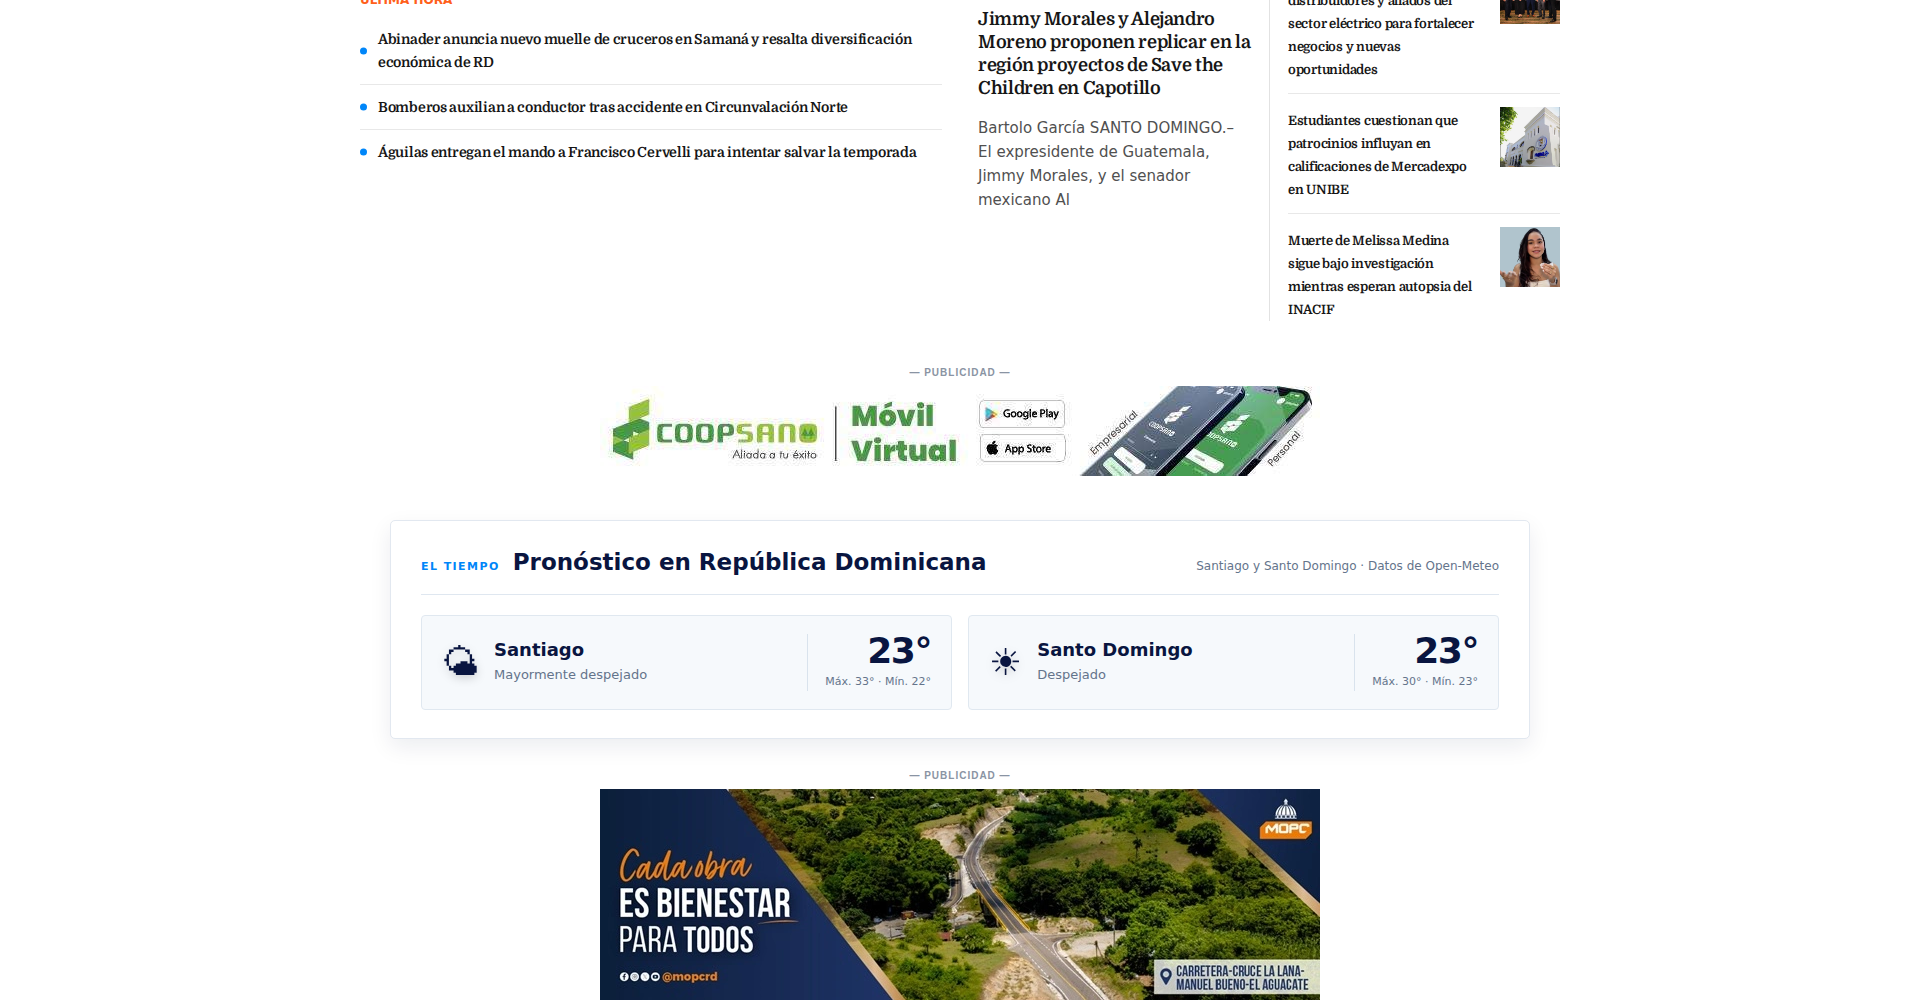 ÚLTIMA HORA
Abinader anuncia nuevo muelle de cruceros en Samaná y resalta diversificación
económica de RD
Bomberos auxilian a conductor tras accidente en Circunvalación Norte
Águilas entregan el mando a Francisco Cervelli para intentar salvar la temporada
Jimmy Morales y Alejandro
Moreno proponen replicar en la
región proyectos de Save the
Children en Capotillo
Bartolo García SANTO DOMINGO.–
El expresidente de Guatemala,
Jimmy Morales, y el senador
mexicano Al
distribuidores y aliados del
sector eléctrico para fortalecer
negocios y nuevas
oportunidades
Estudiantes cuestionan que
patrocinios influyan en
calificaciones de Mercadexpo
en UNIBE
Muerte de Melissa Medina
sigue bajo investigación
mientras esperan autopsia del
INACIF
— PUBLICIDAD —
COOPSANO
Aliada a tu éxito
Móvil
Virtual
Google Play
App Store
Empresarial
COOPSANO
COOPSANO
Personal
EL TIEMPO Pronóstico en República Dominicana
Santiago y Santo Domingo · Datos de Open-Meteo
Santiago
Mayormente despejado
23°
Máx. 33° · Mín. 22°
Santo Domingo
Despejado
23°
Máx. 30° · Mín. 23°
— PUBLICIDAD —
MOPC
Cada obra
ES BIENESTAR
PARA TODOS
@mopcrd
CARRETERA-CRUCE LA LANA-
MANUEL BUENO-EL AGUACATE